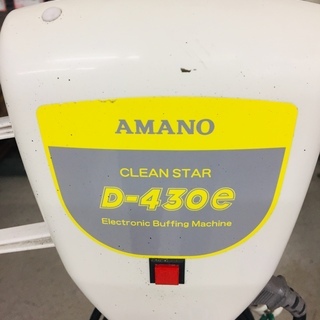 AMANO
CLEAN STAR
D-430e
Electronic Buffing Machine